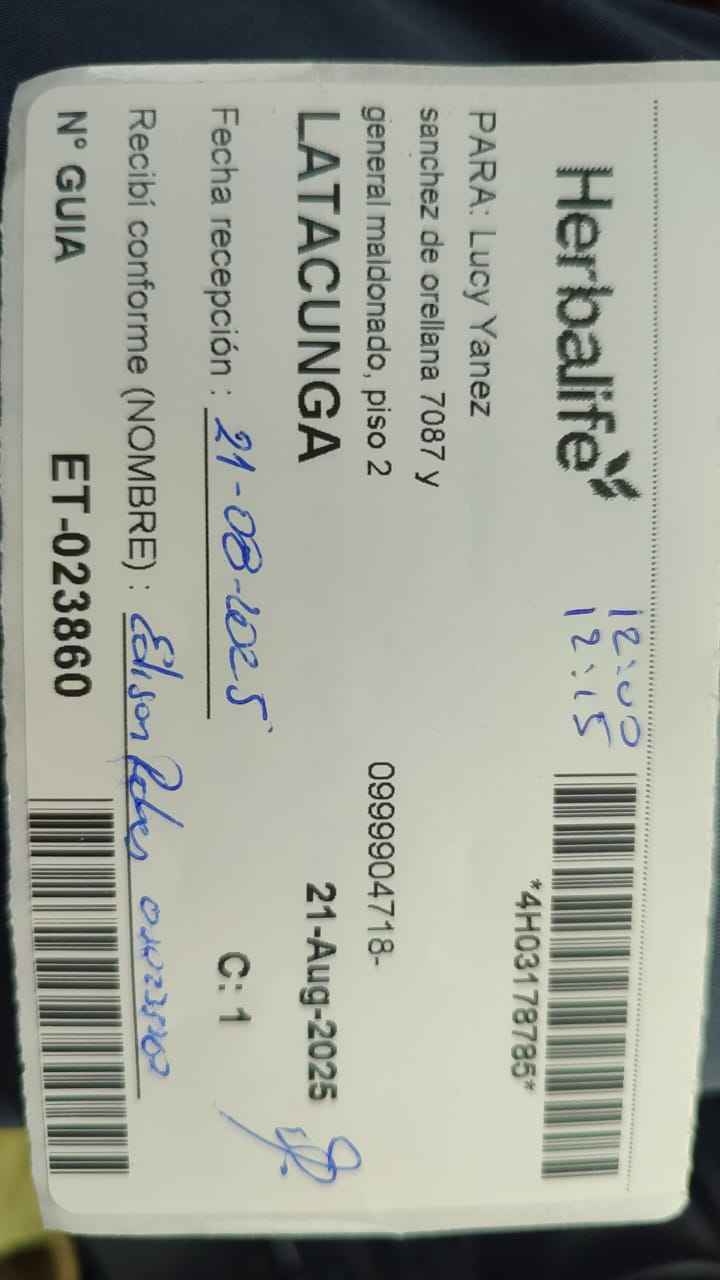 Herbalife
12:00
12:15
*4H03178785*
PARA: Lucy Yanez
sanchez de orellana 7087 y
general maldonado, piso 2
0999904718-
LATACUNGA
21-Aug-2025
Fecha recepción : 21-08-2025
C: 1
Recibí conforme (NOMBRE) : Edison
N° GUIA ET-023860